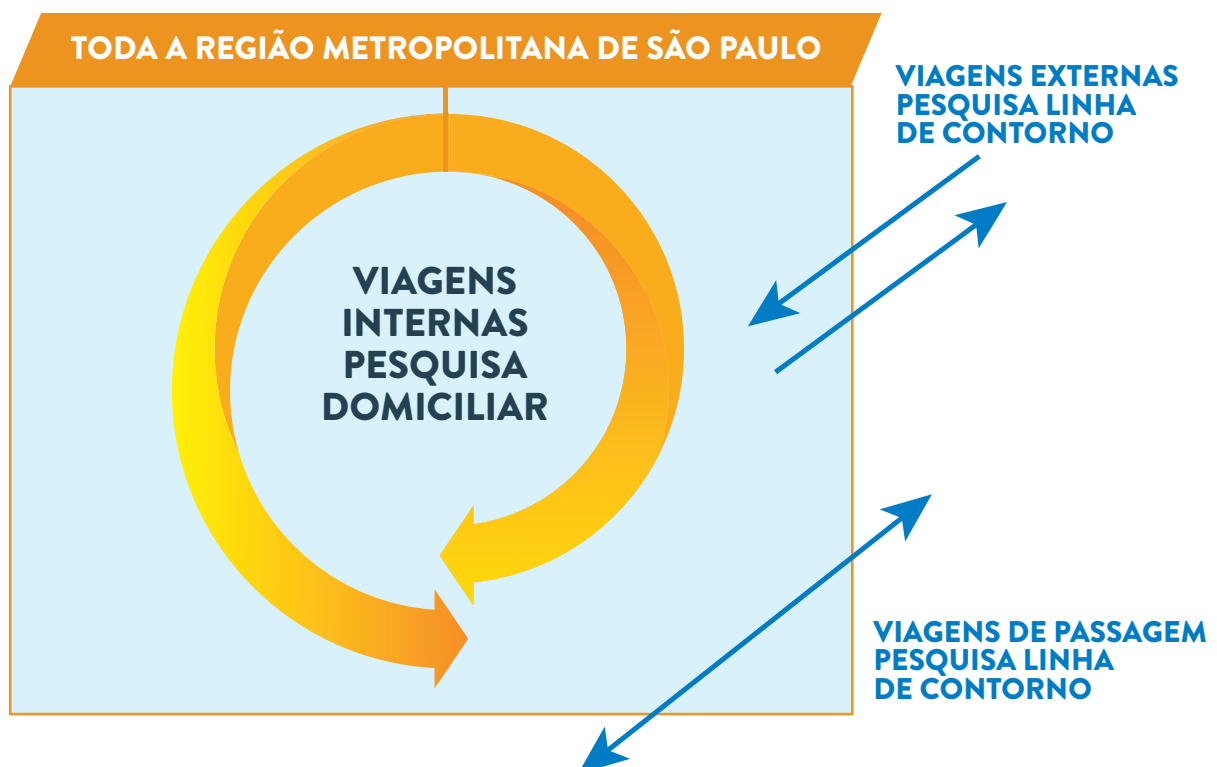 TODA A REGIÃO METROPOLITANA DE SÃO PAULO
VIAGENS EXTERNAS
PESQUISA LINHA
DE CONTORNO
VIAGENS
INTERNAS
PESQUISA
DOMICILIAR
VIAGENS DE PASSAGEM
PESQUISA LINHA
DE CONTORNO